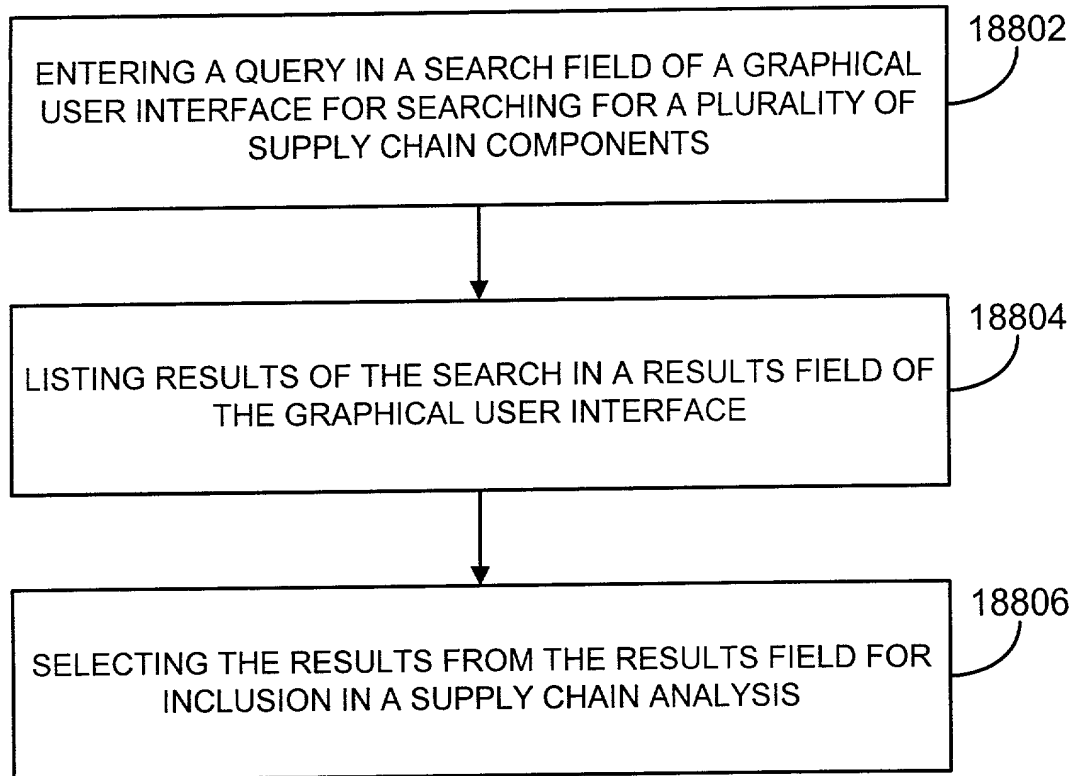 18802
ENTERING A QUERY IN A SEARCH FIELD OF A GRAPHICAL
USER INTERFACE FOR SEARCHING FOR A PLURALITY OF
SUPPLY CHAIN COMPONENTS
18804
LISTING RESULTS OF THE SEARCH IN A RESULTS FIELD OF
THE GRAPHICAL USER INTERFACE
18806
SELECTING THE RESULTS FROM THE RESULTS FIELD FOR
INCLUSION IN A SUPPLY CHAIN ANALYSIS